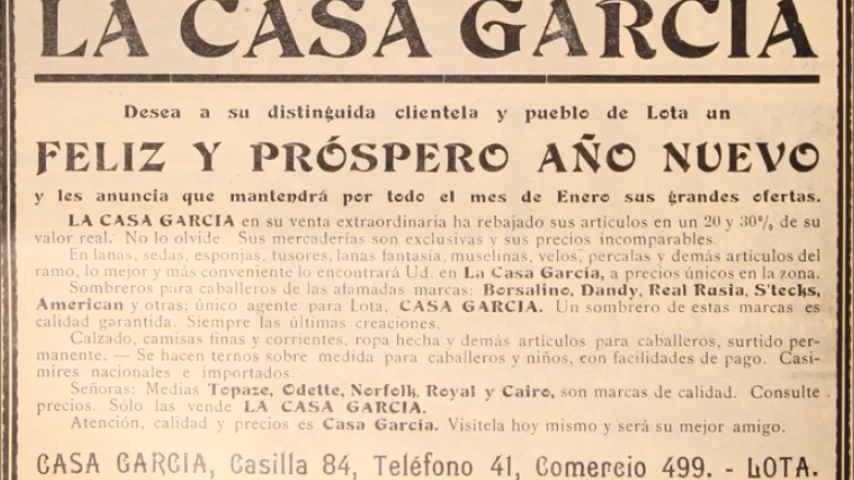 LA CASA GARCÍA
Desea a su distinguida clientela y pueblo de Lota un
FELIZ Y PRÓSPERO AÑO NUEVO
y les anuncia que mantendrá por todo el mes de Enero sus grandes ofertas.
LA CASA GARCIA en su venta extraordinaria ha rebajado sus artículos en un 20 y 30% de su
valor real. No lo olvide. Sus mercaderías son exclusivas y sus precios incomparables.
En lanas, sedas, esponjas, tusores, lanas fantasía, muselinas, velos, percalas y demás artículos del
ramo, lo mejor y más conveniente lo encontrará Ud. en La Casa García, a precios únicos en la zona.
Sombreros para caballeros de las afamadas marcas: Borsalino, Dandy, Real Rusia, S'tecks,
American y otras; único agente para Lota, CASA GARCIA. Un sombrero de estas marcas es
calidad garantida. Siempre las últimas creaciones.
Calzado, camisas finas y corrientes, ropa hecha y demás artículos para caballeros, surtido per-
manente. — Se hacen ternos sobre medida para caballeros y niños, con facilidades de pago. Casi-
mires nacionales e importados.
Señoras: Medias Topaze, Odette, Norfolk, Royal y Cairo, son marcas de calidad. Consulte
precios. Sólo las vende LA CASA GARCIA.
Atención, calidad y precios es Casa García. Visítela hoy mismo y será su mejor amigo.
CASA GARCIA, Casilla 84, Teléfono 41, Comercio 499. - LOTA.